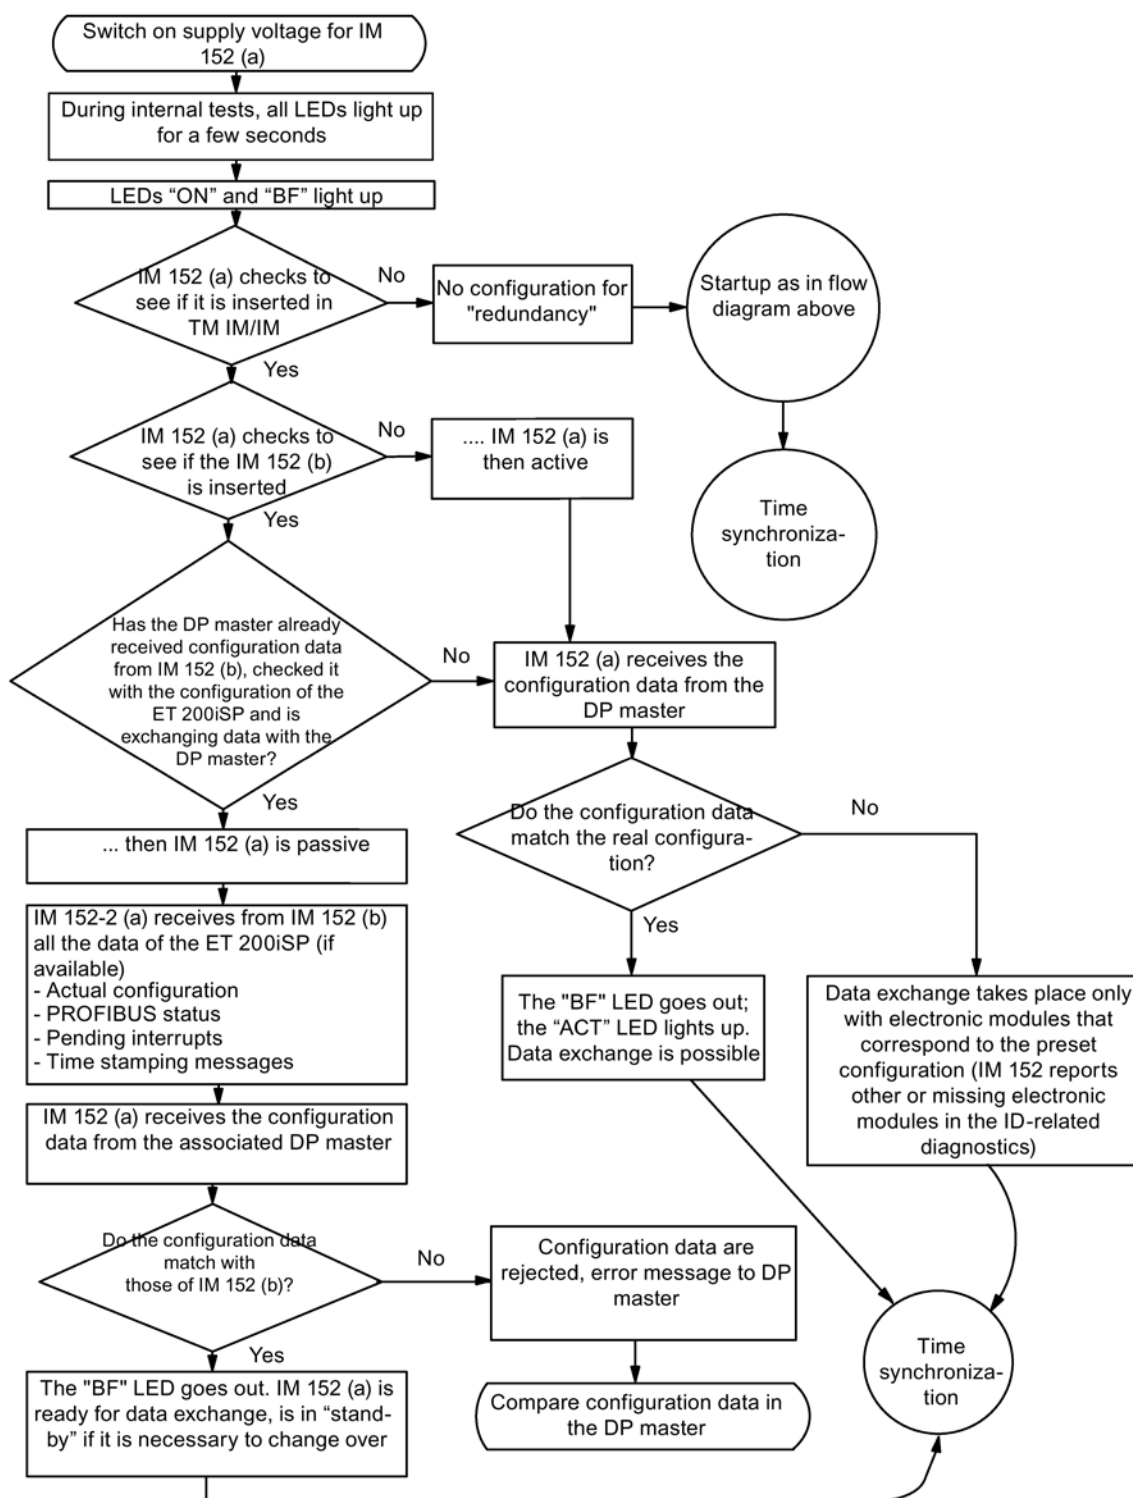 Switch on supply voltage for IM
152 (a)
During internal tests, all LEDs light up
for a few seconds
LEDs “ON” and “BF” light up
IM 152 (a) checks to
see if it is inserted in
TM IM/IM
No
No configuration for
"redundancy"
Startup as in flow
diagram above
Yes
IM 152 (a) checks to
see if the IM 152 (b)
is inserted
No
.... IM 152 (a) is
then active
Time
synchroniza-
tion
Yes
Has the DP master already
received configuration data
from IM 152 (b), checked it
with the configuration of the
ET 200iSP and is
exchanging data with the
DP master?
No
IM 152 (a) receives the
configuration data from the
DP master
Yes
... then IM 152 (a) is passive
Do the configuration data
match the real configura-
tion?
No
Yes
IM 152-2 (a) receives from IM 152 (b)
all the data of the ET 200iSP (if
available)
- Actual configuration
- PROFIBUS status
- Pending interrupts
- Time stamping messages
The "BF" LED goes out;
the “ACT” LED lights up.
Data exchange is possible
Data exchange takes place only
with electronic modules that
correspond to the preset
configuration (IM 152 reports
other or missing electronic
modules in the ID-related
diagnostics)
IM 152 (a) receives the configuration
data from the associated DP master
Do the configuration data
match with
those of IM 152 (b)?
No
Configuration data are
rejected, error message to DP
master
Yes
The "BF" LED goes out. IM 152 (a) is
ready for data exchange, is in “stand-
by” if it is necessary to change over
Compare configuration data in
the DP master
Time
synchroniza-
tion